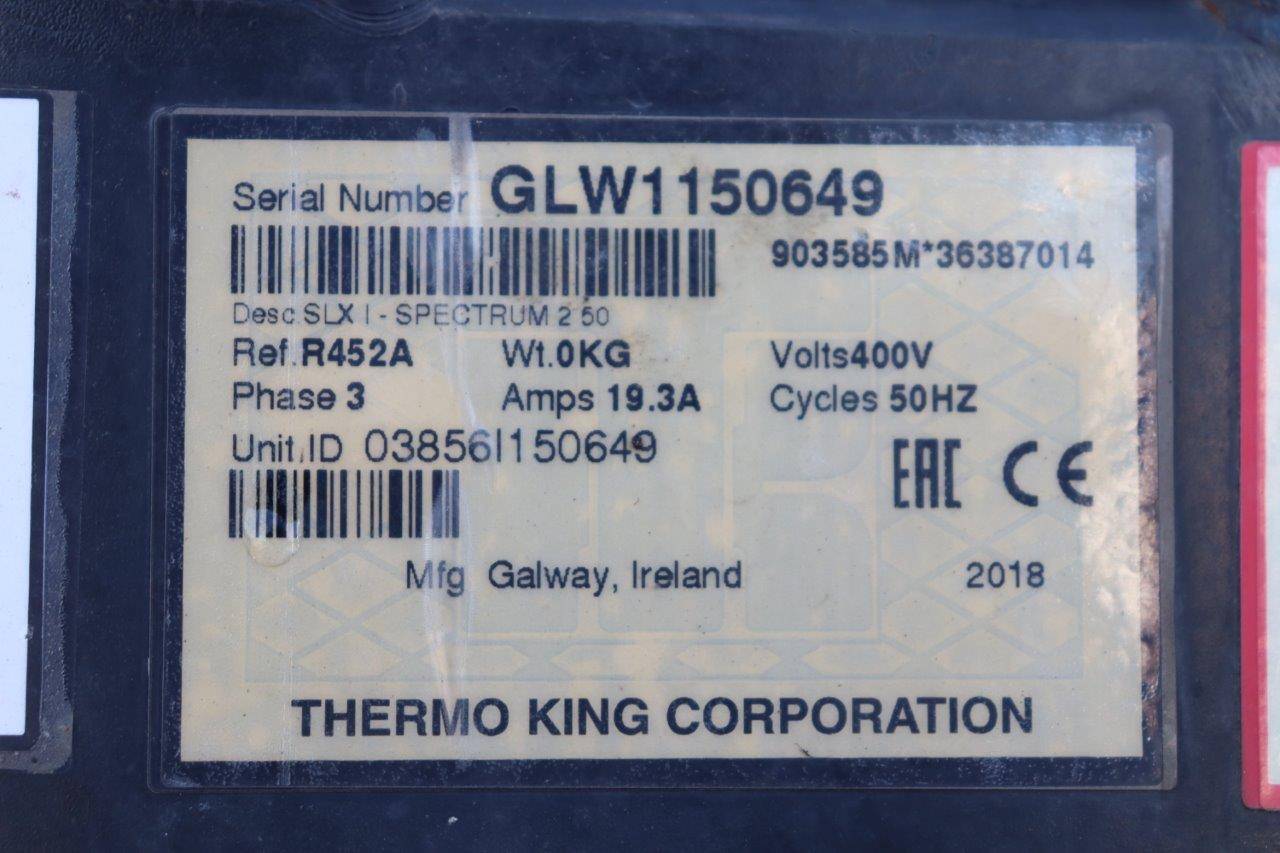 Serial Number GLW1150649
903585M*36387014
Desc.SLX I - SPECTRUM 2 50
Ref.R452A Wt.0KG Volts400V
Phase 3 Amps 19.3A Cycles 50HZ
Unit.ID 03856I150649
EAC CE
Mfg Galway, Ireland 2018
THERMO KING CORPORATION